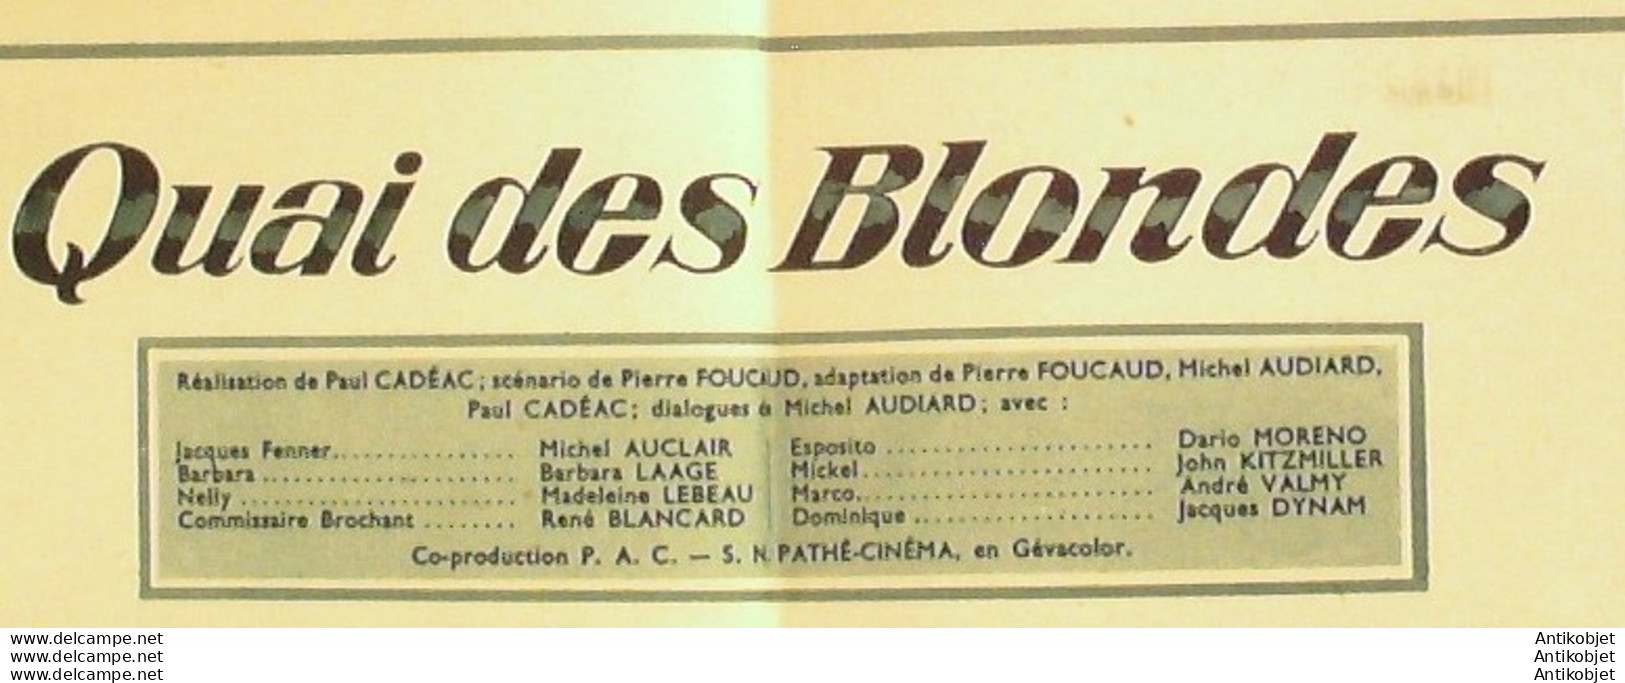 Quai des Blondes
Réalisation de Paul CADÉAC; scénario de Pierre FOUCAUD, adaptation de Pierre FOUCAUD, Michel AUDIARD,
Paul CADÉAC; dialogues Michel AUDIARD; avec :
Jacques Fenner................ Michel AUCLAIR
Barbara...................... Barbara LAAGE
Nelly ........................ Madeleine LEBEAU
Commissaire Brochant ........ René BLANCARD
Esposito ........................ Dario MORENO
Mickel......................... John KITZMILLER
Marco.......................... André VALMY
Dominique ..................... Jacques DYNAM
Co-production P. A. C. — S. N PATHÉ-CINÉMA, en Gévacolor.
www.delcampe.net
www.delcampe.net
www.delcampe.net
Antikobjet
Antikobjet
Antikobjet